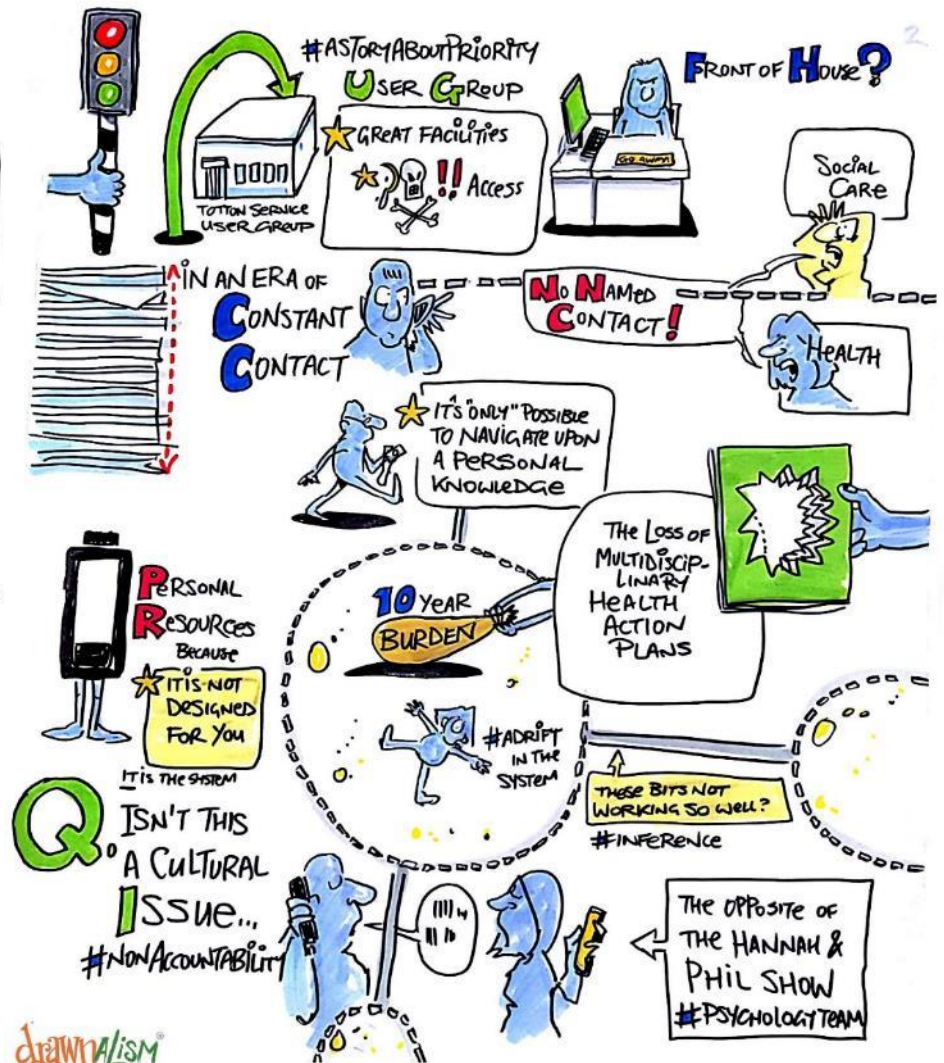 2
#ASTORYABOUTPRIORITY
USER GROUP
GREAT FACILITIES
!! ACCESS
TOTTON SERVICE
USER GROUP
FRONT OF HOUSE?
GO AWAY!
SOCIAL
CARE
IN AN ERA OF
CONSTANT
CONTACT
NO NAMED
CONTACT!
HEALTH
IT'S "ONLY" POSSIBLE
TO NAVIGATE UPON
A PERSONAL
KNOWLEDGE
THE LOSS OF
MULTIDISCIP-
LINARY
HEALTH
ACTION
PLANS
10 YEAR
BURDEN
PERSONAL
RESOURCES
BECAUSE
IT IS NOT
DESIGNED
FOR YOU
IT IS THE SYSTEM
#ADRIFT
IN THE
SYSTEM
THESE BITS NOT
WORKING SO WELL?
#INFERENCE
Q. ISN'T THIS
A CULTURAL
ISSUE...
#NONACCOUNTABILITY
THE OPPOSITE OF
THE HANNAH &
PHIL SHOW
#PSYCHOLOGYTEAM
drawnalism